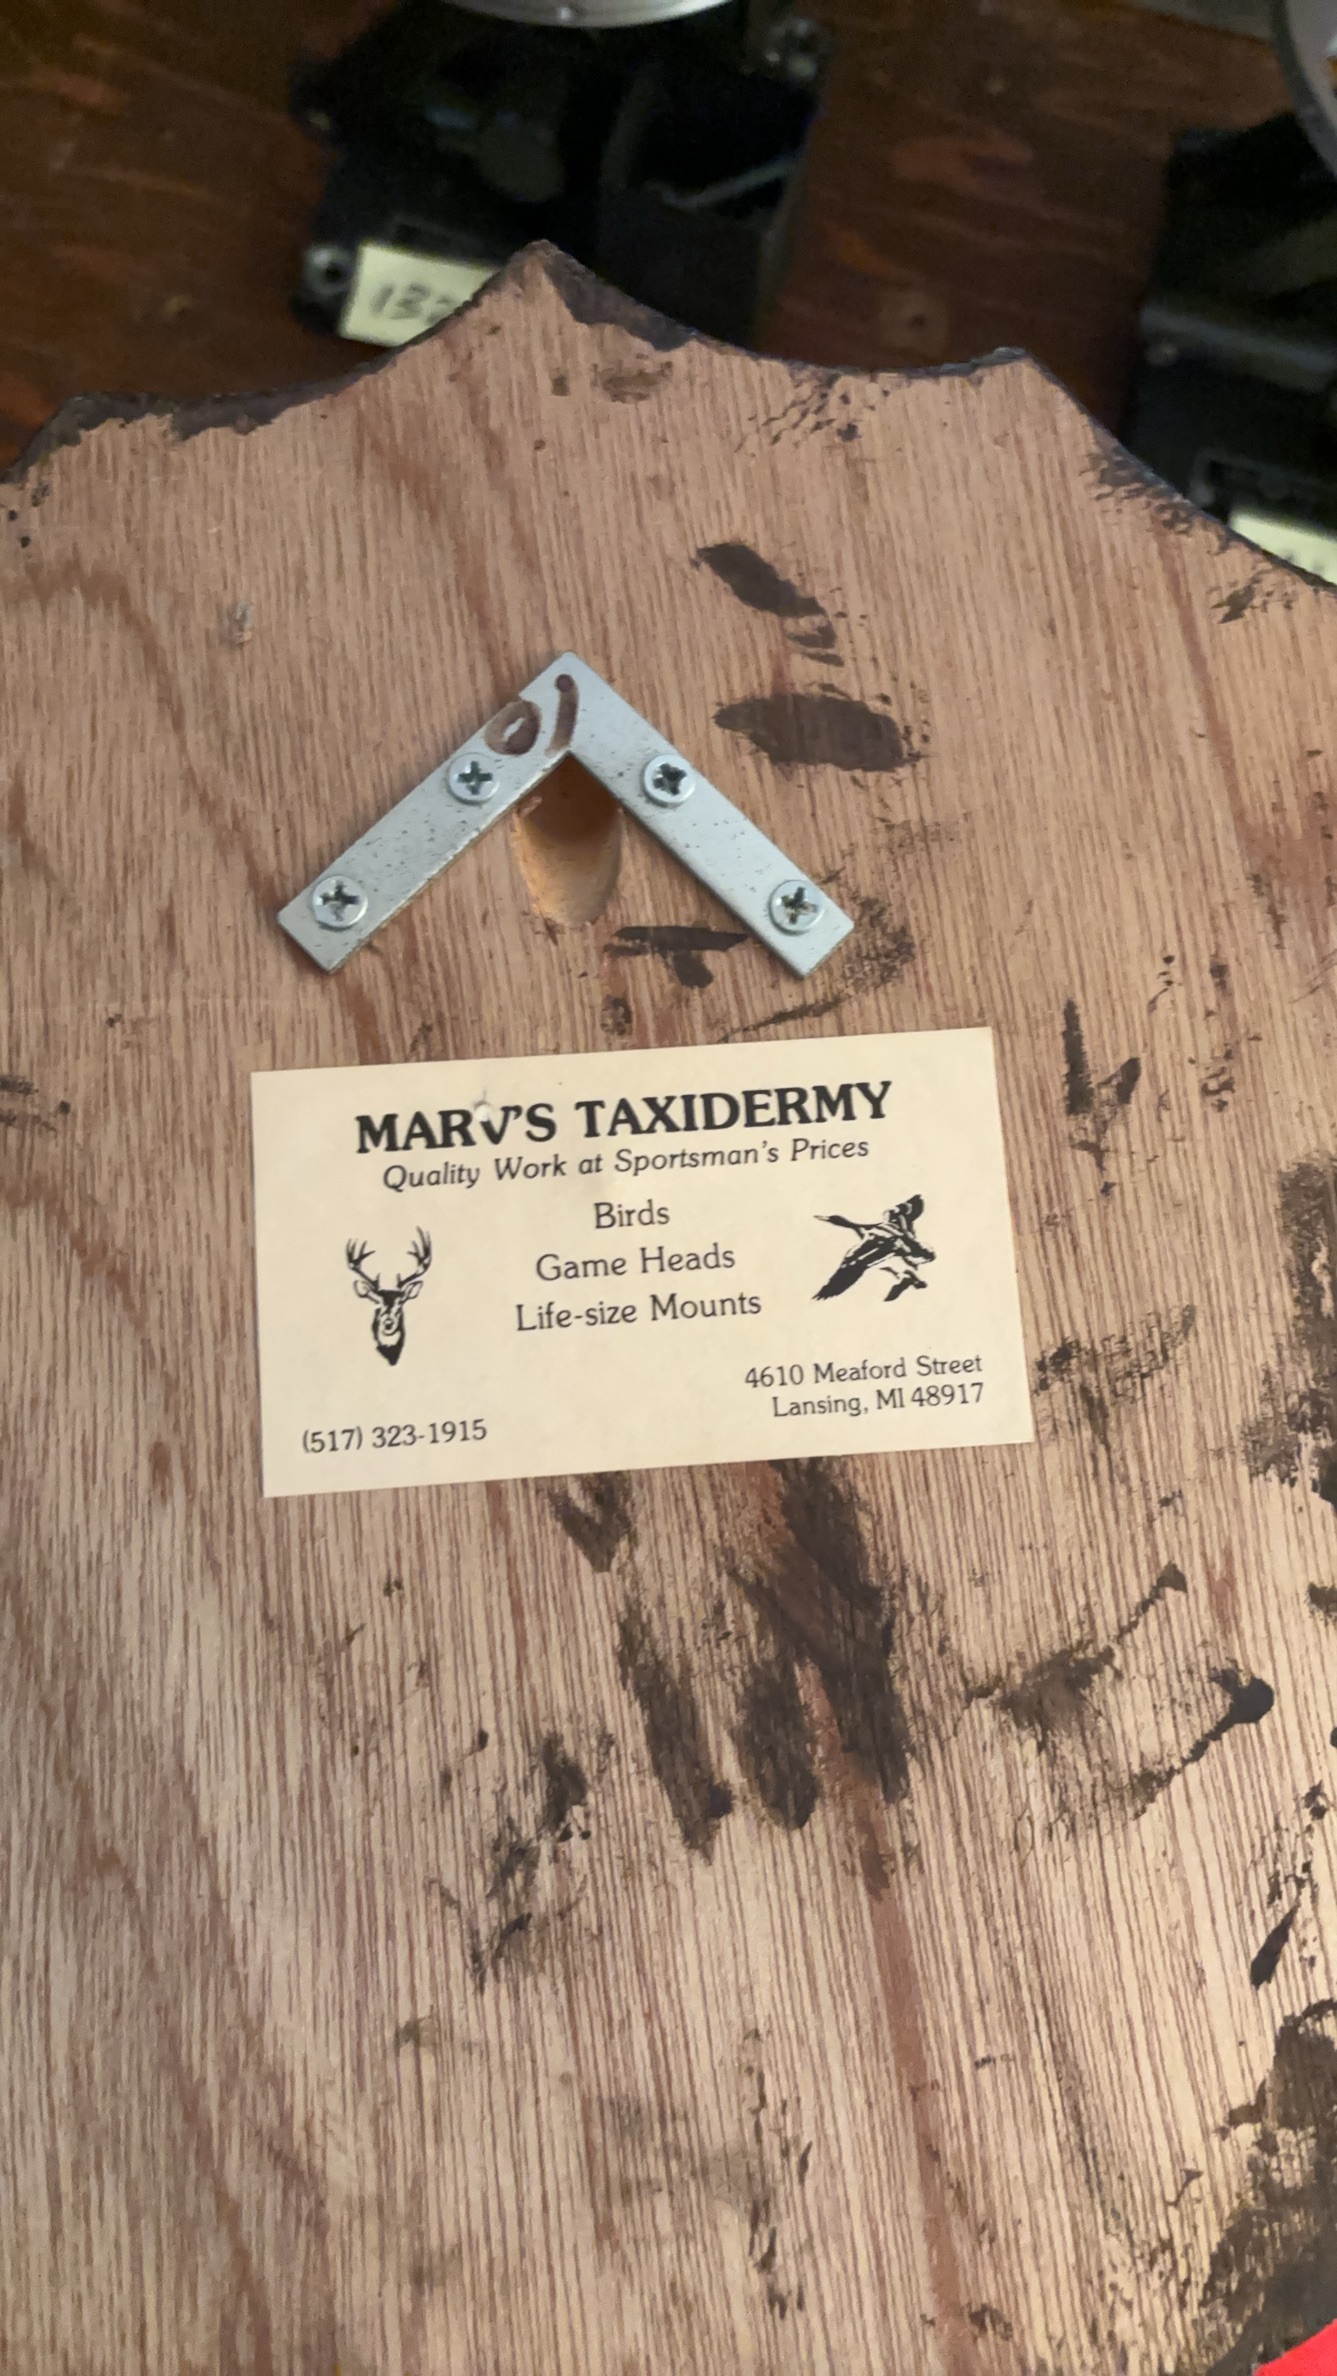 MARV'S TAXIDERMY
Quality Work at Sportsman's Prices
Birds
Game Heads
Life-size Mounts
4610 Meaford Street
Lansing, MI 48917
(517) 323-1915